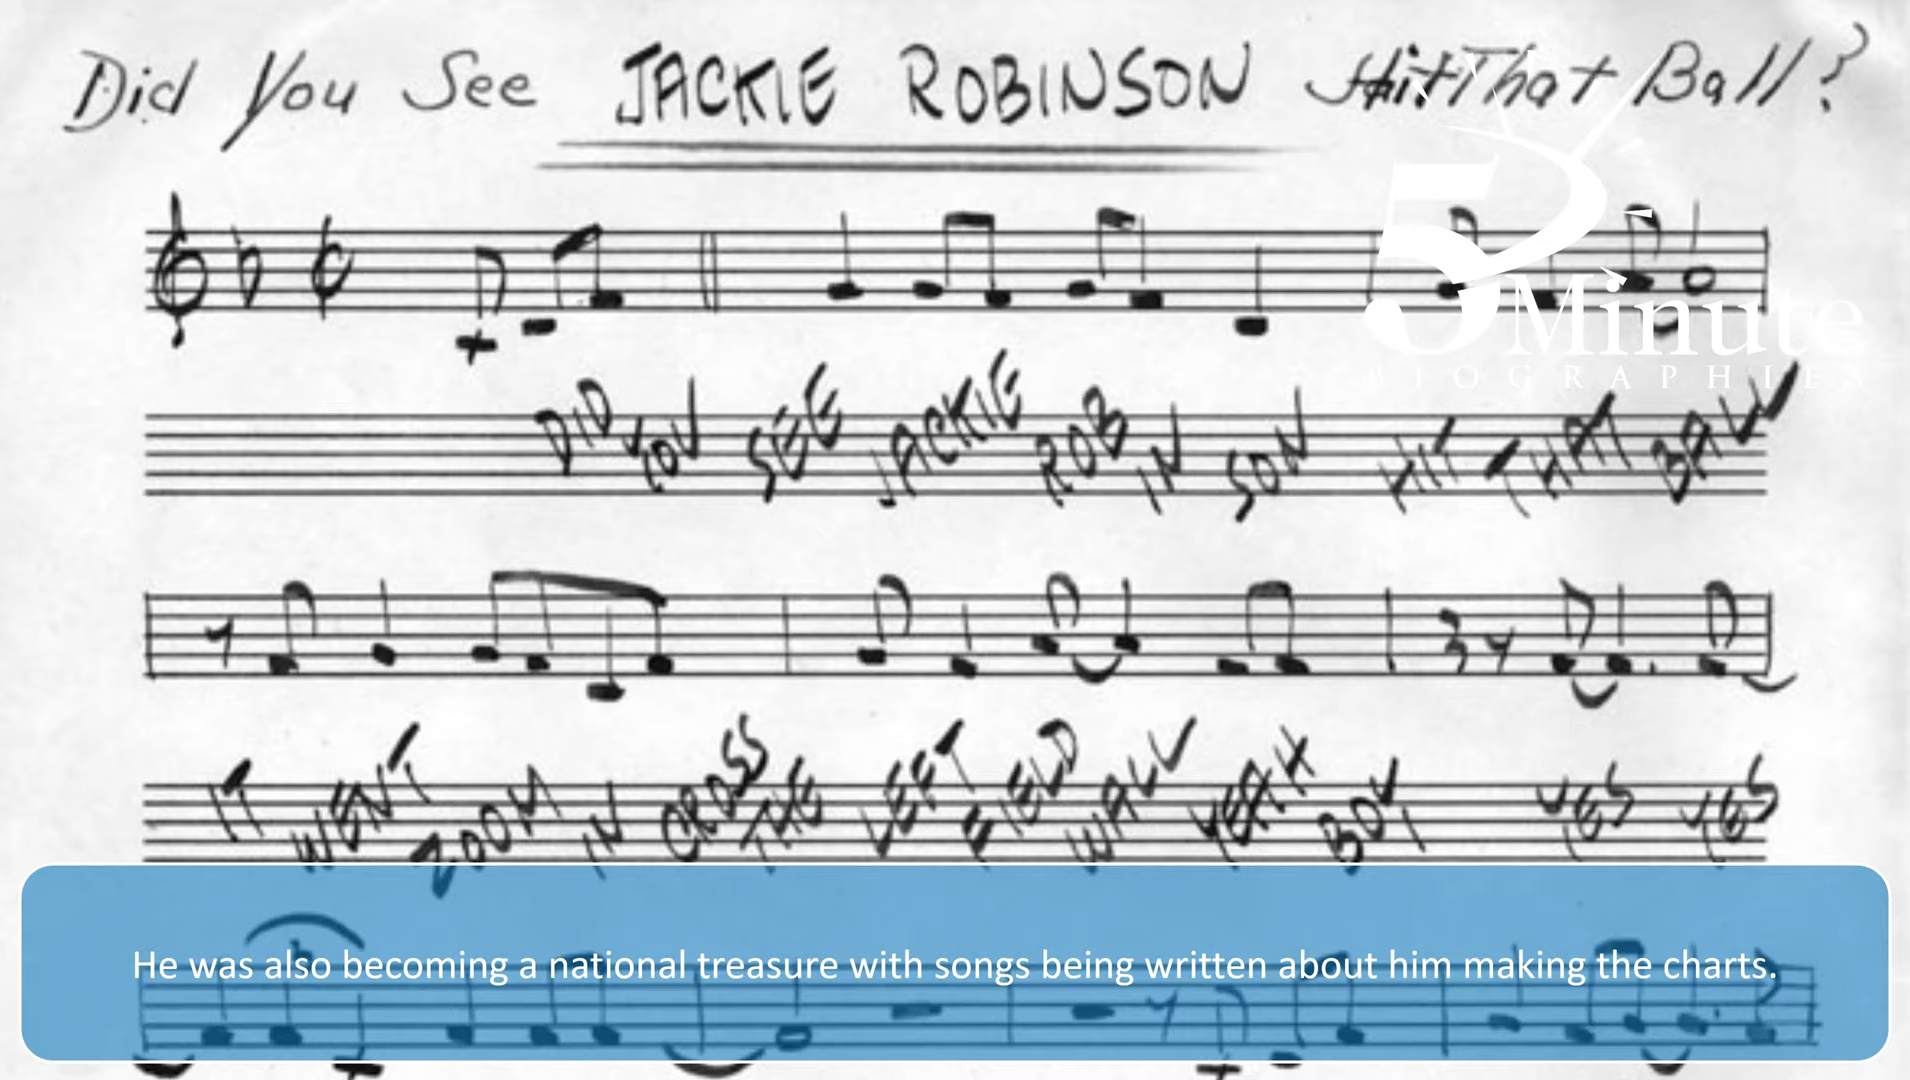 Did You See JACKIE ROBINSON Hit That Ball?
5 Minute
BIOGRAPHIES
DID YOU SEE JACKIE ROB IN SON HIT THAT BALL
IT WENT ZOOM IN CROSS THE LEFT FIELD WALL YEAH BOY YES YES
He was also becoming a national treasure with songs being written about him making the charts.